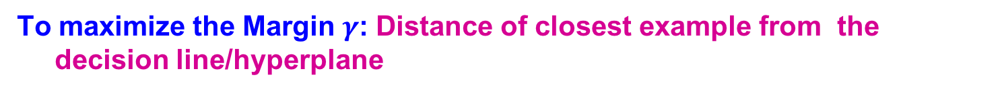 To maximize the Margin γ: Distance of closest example from the
decision line/hyperplane